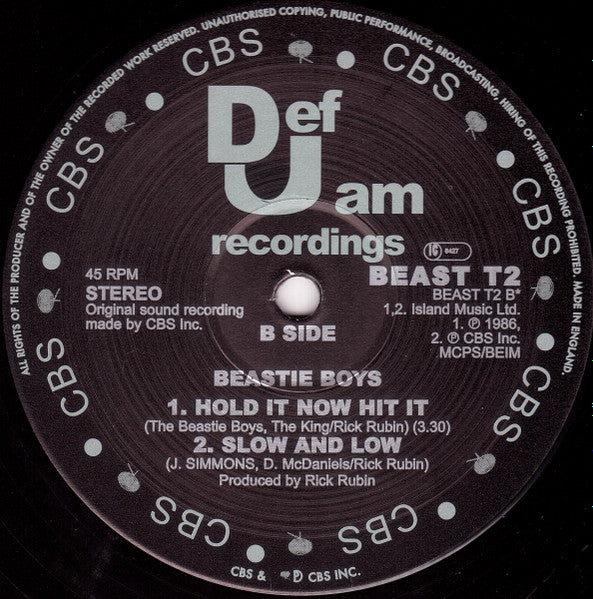 ALL RIGHTS OF THE PRODUCER AND OF THE OWNER OF THE RECORDED WORK RESERVED. UNAUTHORISED COPYING, PUBLIC PERFORMANCE, BROADCASTING, HIRING OF THIS RECORDING PROHIBITED. MADE IN ENGLAND.
CBS
CBS
CBS
CBS
CBS
CBS
CBS
CBS
CBS
CBS
Def
Jam
recordings
45 RPM
STEREO
Original sound recording
made by CBS Inc.
B SIDE
IG 8427
BEAST T2
BEAST T2 B*
1,2. Island Music Ltd.
1. ℗ 1986,
2. ℗ CBS Inc.
MCPS/BEIM
BEASTIE BOYS
1. HOLD IT NOW HIT IT
(The Beastie Boys, The King/Rick Rubin) (3.30)
2. SLOW AND LOW
(J. SIMMONS, D. McDaniels/Rick Rubin)
Produced by Rick Rubin
CBS & ℗ CBS INC.